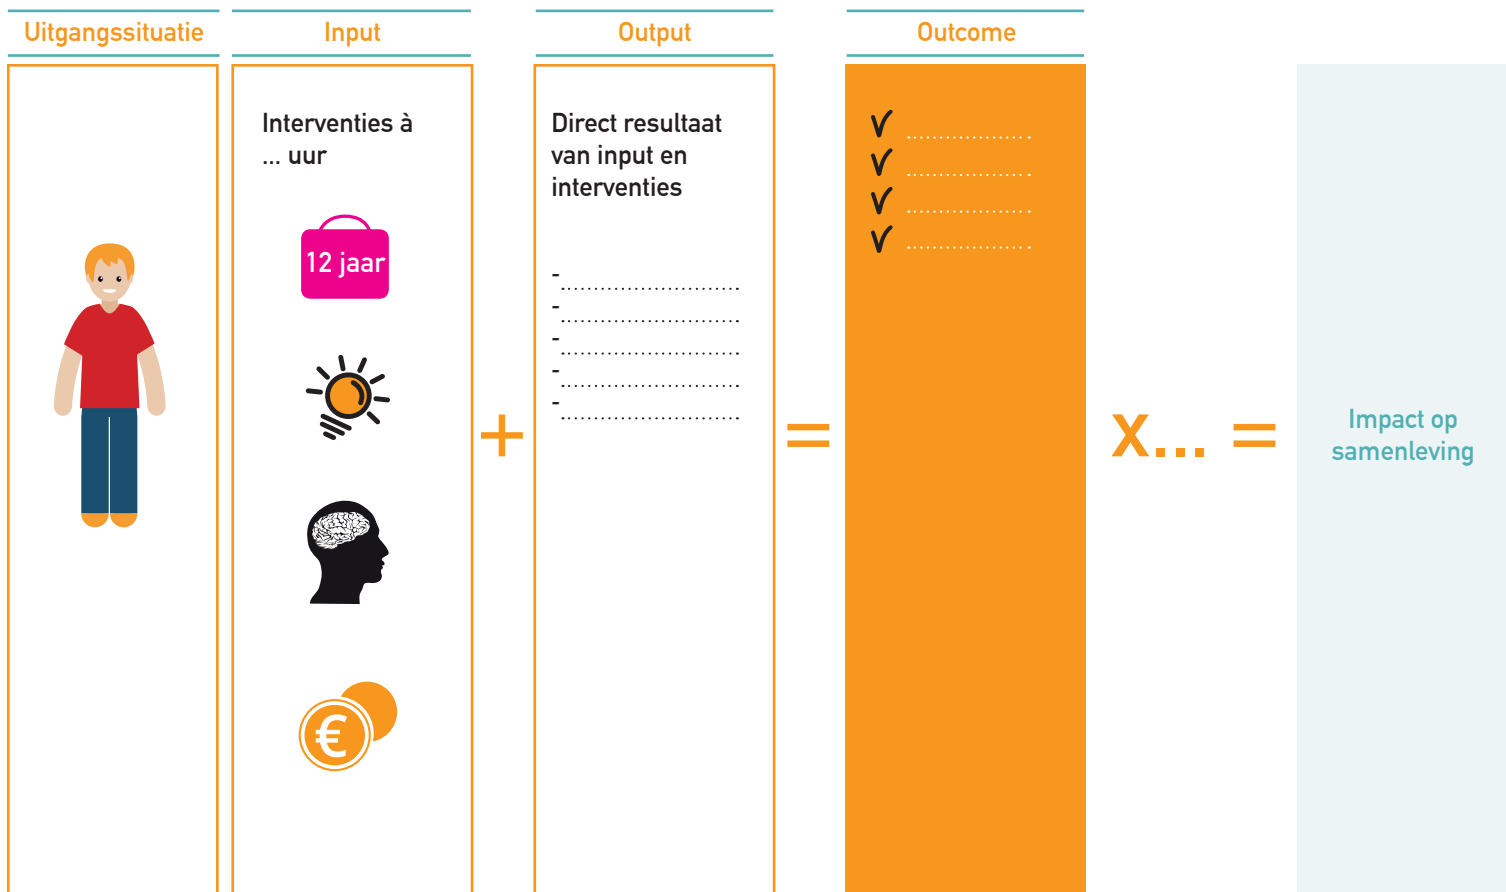 Uitgangssituatie
Input
Output
Outcome
Interventies à
... uur
12 jaar
€
+
Direct resultaat
van input en
interventies
-..........................
-..........................
-..........................
-..........................
-..........................
=
✓ ...................
✓ ...................
✓ ...................
✓ ...................
X... =
Impact op
samenleving